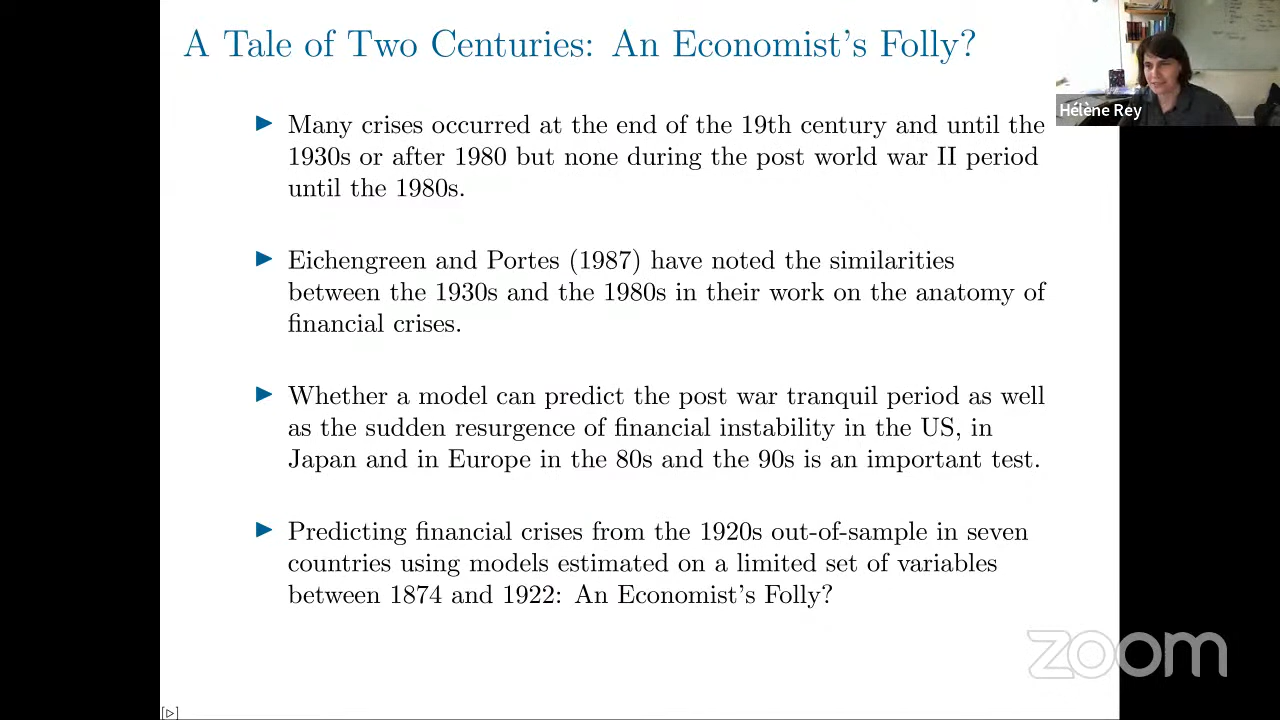 A Tale of Two Centuries: An Economist's Folly?
Hélène Rey
Many crises occurred at the end of the 19th century and until the
1930s or after 1980 but none during the post world war II period
until the 1980s.
Eichengreen and Portes (1987) have noted the similarities
between the 1930s and the 1980s in their work on the anatomy of
financial crises.
Whether a model can predict the post war tranquil period as well
as the sudden resurgence of financial instability in the US, in
Japan and in Europe in the 80s and the 90s is an important test.
Predicting financial crises from the 1920s out-of-sample in seven
countries using models estimated on a limited set of variables
between 1874 and 1922: An Economist's Folly?
zoom